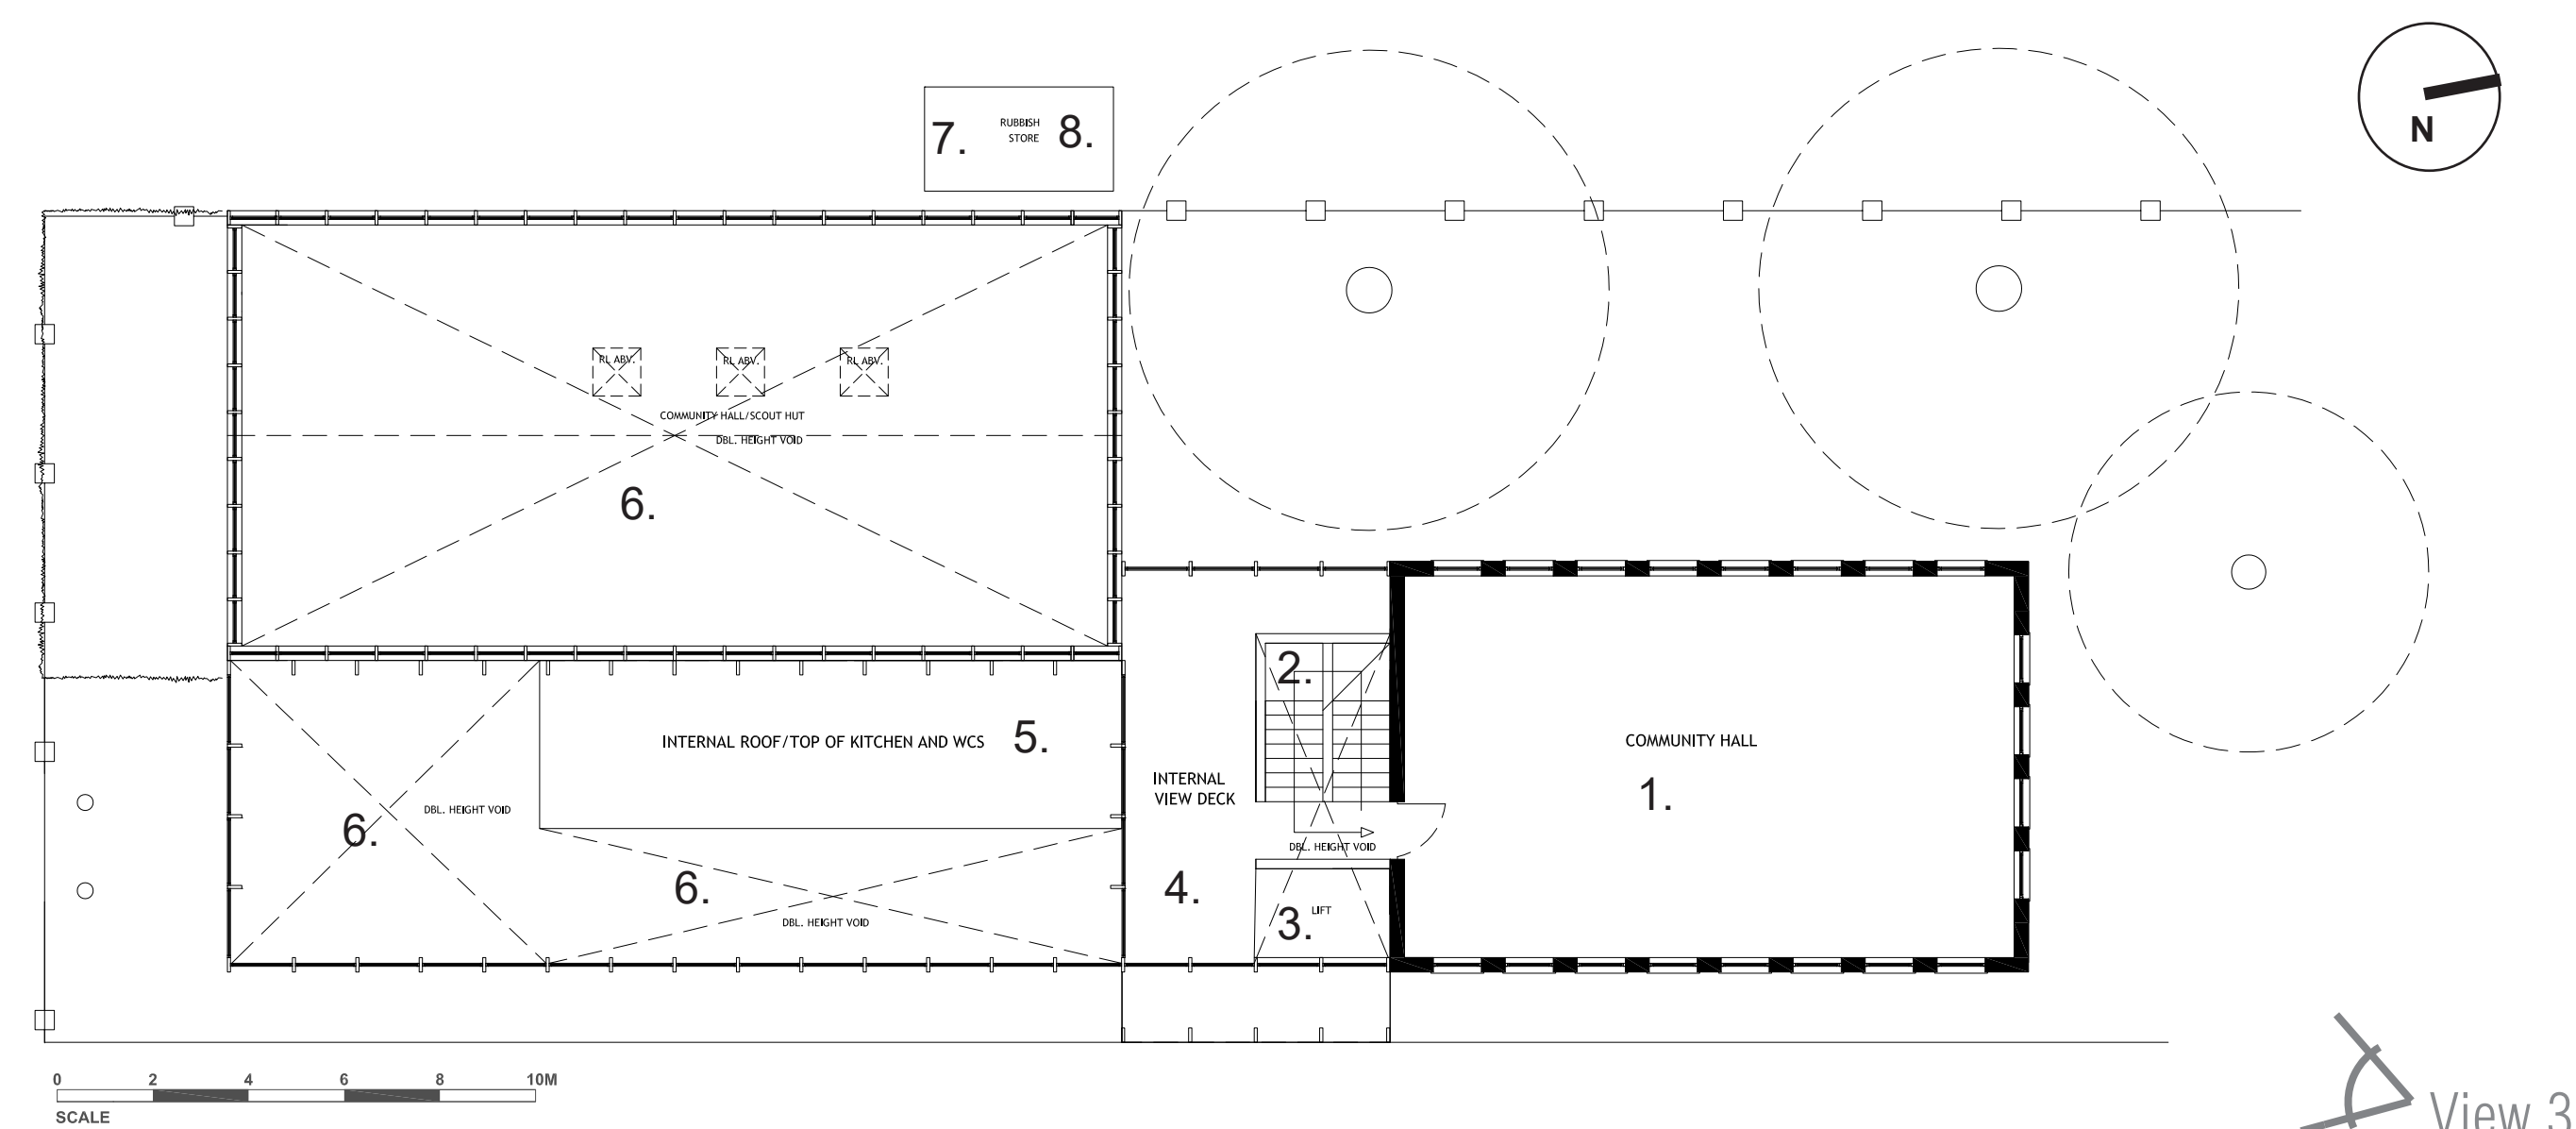 7.
RUBBISH
STORE
8.
N
RL ABV.
RL ABV.
RL ABV.
COMMUNITY HALL/SCOUT HUT
DBL. HEIGHT VOID
6.
2.
INTERNAL ROOF/TOP OF KITCHEN AND WCS
5.
COMMUNITY HALL
1.
INTERNAL
VIEW DECK
DBL. HEIGHT VOID
6.
DBL. HEIGHT VOID
6.
4.
DBL. HEIGHT VOID
3.
LIFT
0 2 4 6 8 10M
SCALE
View 3